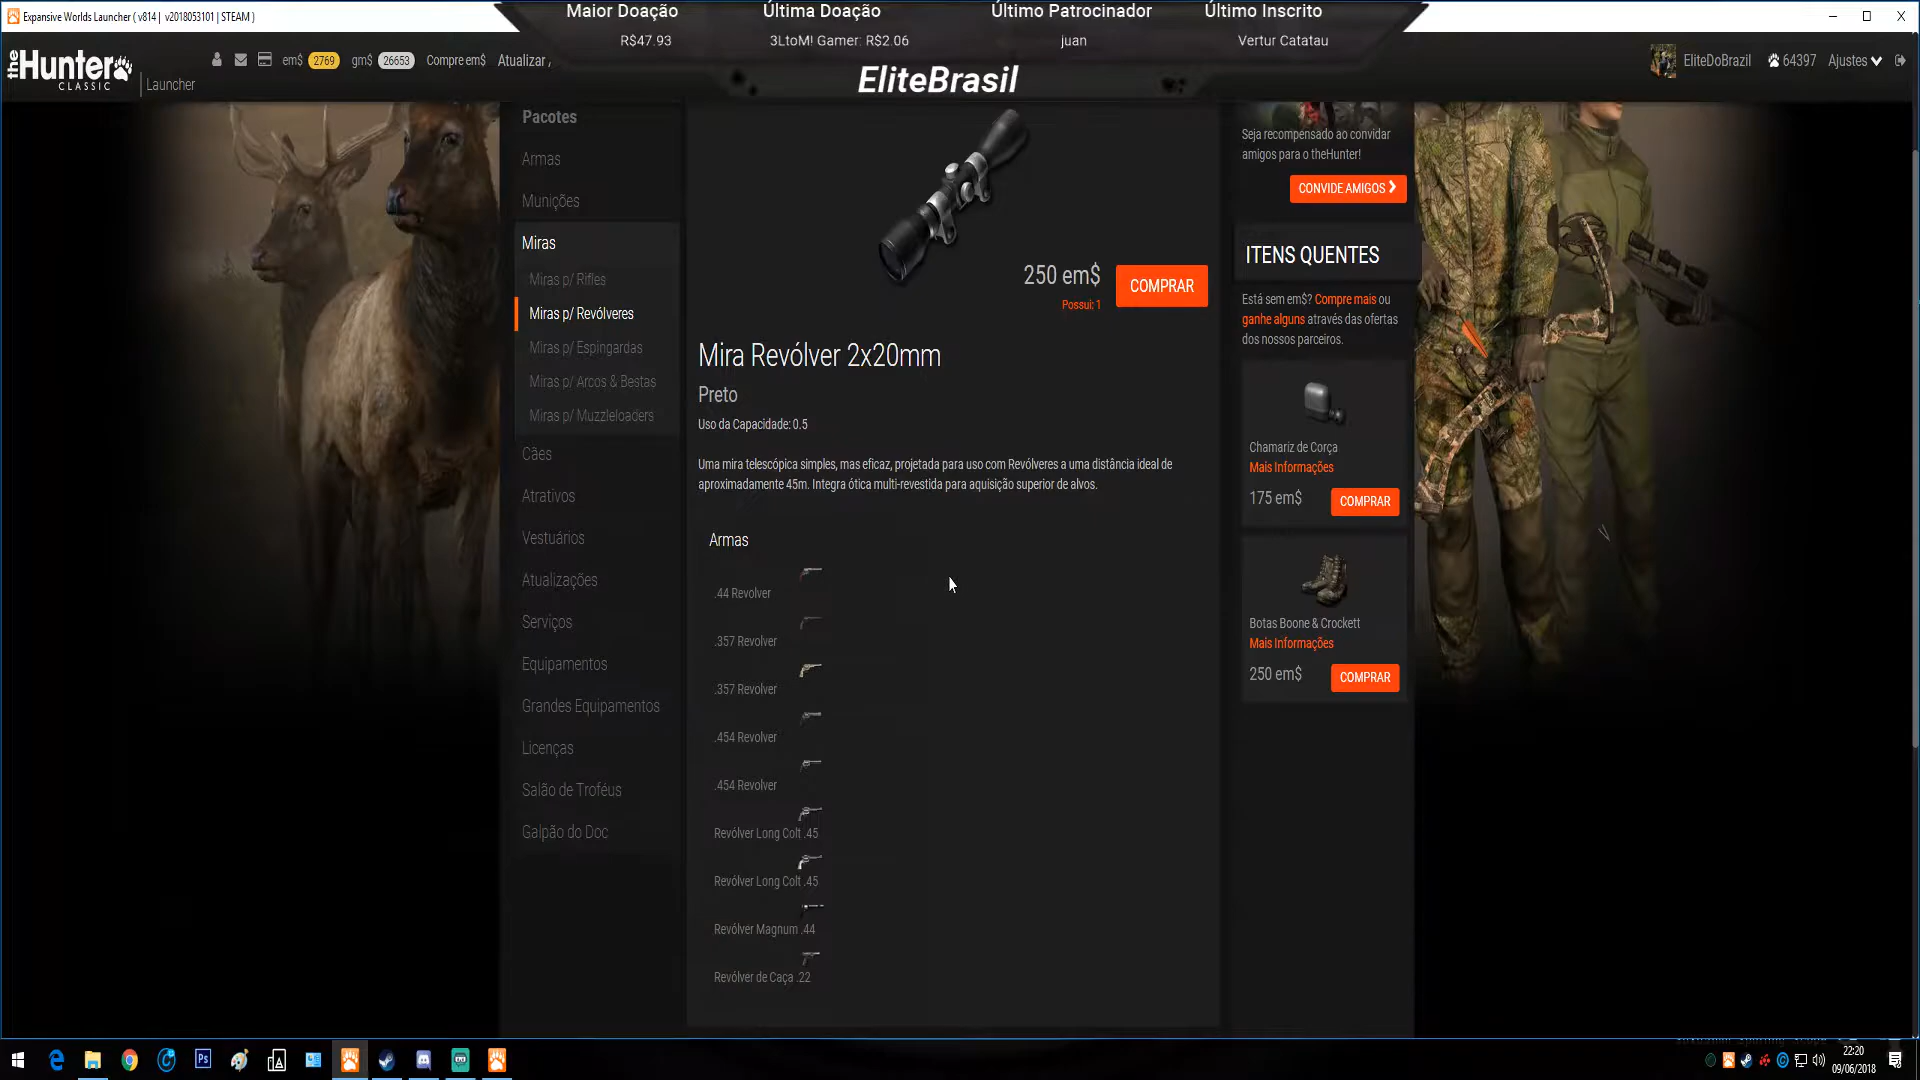 Expansive Worlds Launcher ( v814 | v2018053101 | STEAM )
Maior Doação
R$47.93
Última Doação
3LtoM! Gamer: R$2.06
Último Patrocinador
juan
Último Inscrito
Vertur Catatau
EliteBrasil
theHunter
CLASSIC
Launcher
em$ 2769 gm$ 26653 Compre em$ Atualizar
EliteDoBrazil 64397 Ajustes
Pacotes
Armas
Munições
Miras
Miras p/ Rifles
Miras p/ Revólveres
Miras p/ Espingardas
Miras p/ Arcos & Bestas
Miras p/ Muzzleloaders
Cães
Atrativos
Vestuários
Atualizações
Serviços
Equipamentos
Grandes Equipamentos
Licenças
Salão de Troféus
Galpão do Doc
250 em$
COMPRAR
Possui: 1
Mira Revólver 2x20mm
Preto
Uso da Capacidade: 0.5
Uma mira telescópica simples, mas eficaz, projetada para uso com Revólveres a uma distância ideal de
aproximadamente 45m. Integra ótica multi-revestida para aquisição superior de alvos.
Armas
.44 Revolver
.357 Revolver
.357 Revolver
.454 Revolver
.454 Revolver
Revólver Long Colt .45
Revólver Long Colt .45
Revólver Magnum .44
Revólver de Caça .22
Seja recompensado ao convidar
amigos para o theHunter!
CONVIDE AMIGOS
ITENS QUENTES
Está sem em$? Compre mais ou
ganhe alguns através das ofertas
dos nossos parceiros.
Chamariz de Corça
Mais Informações
175 em$
COMPRAR
Botas Boone & Crockett
Mais Informações
250 em$
COMPRAR
Ps
22:20
09/06/2018